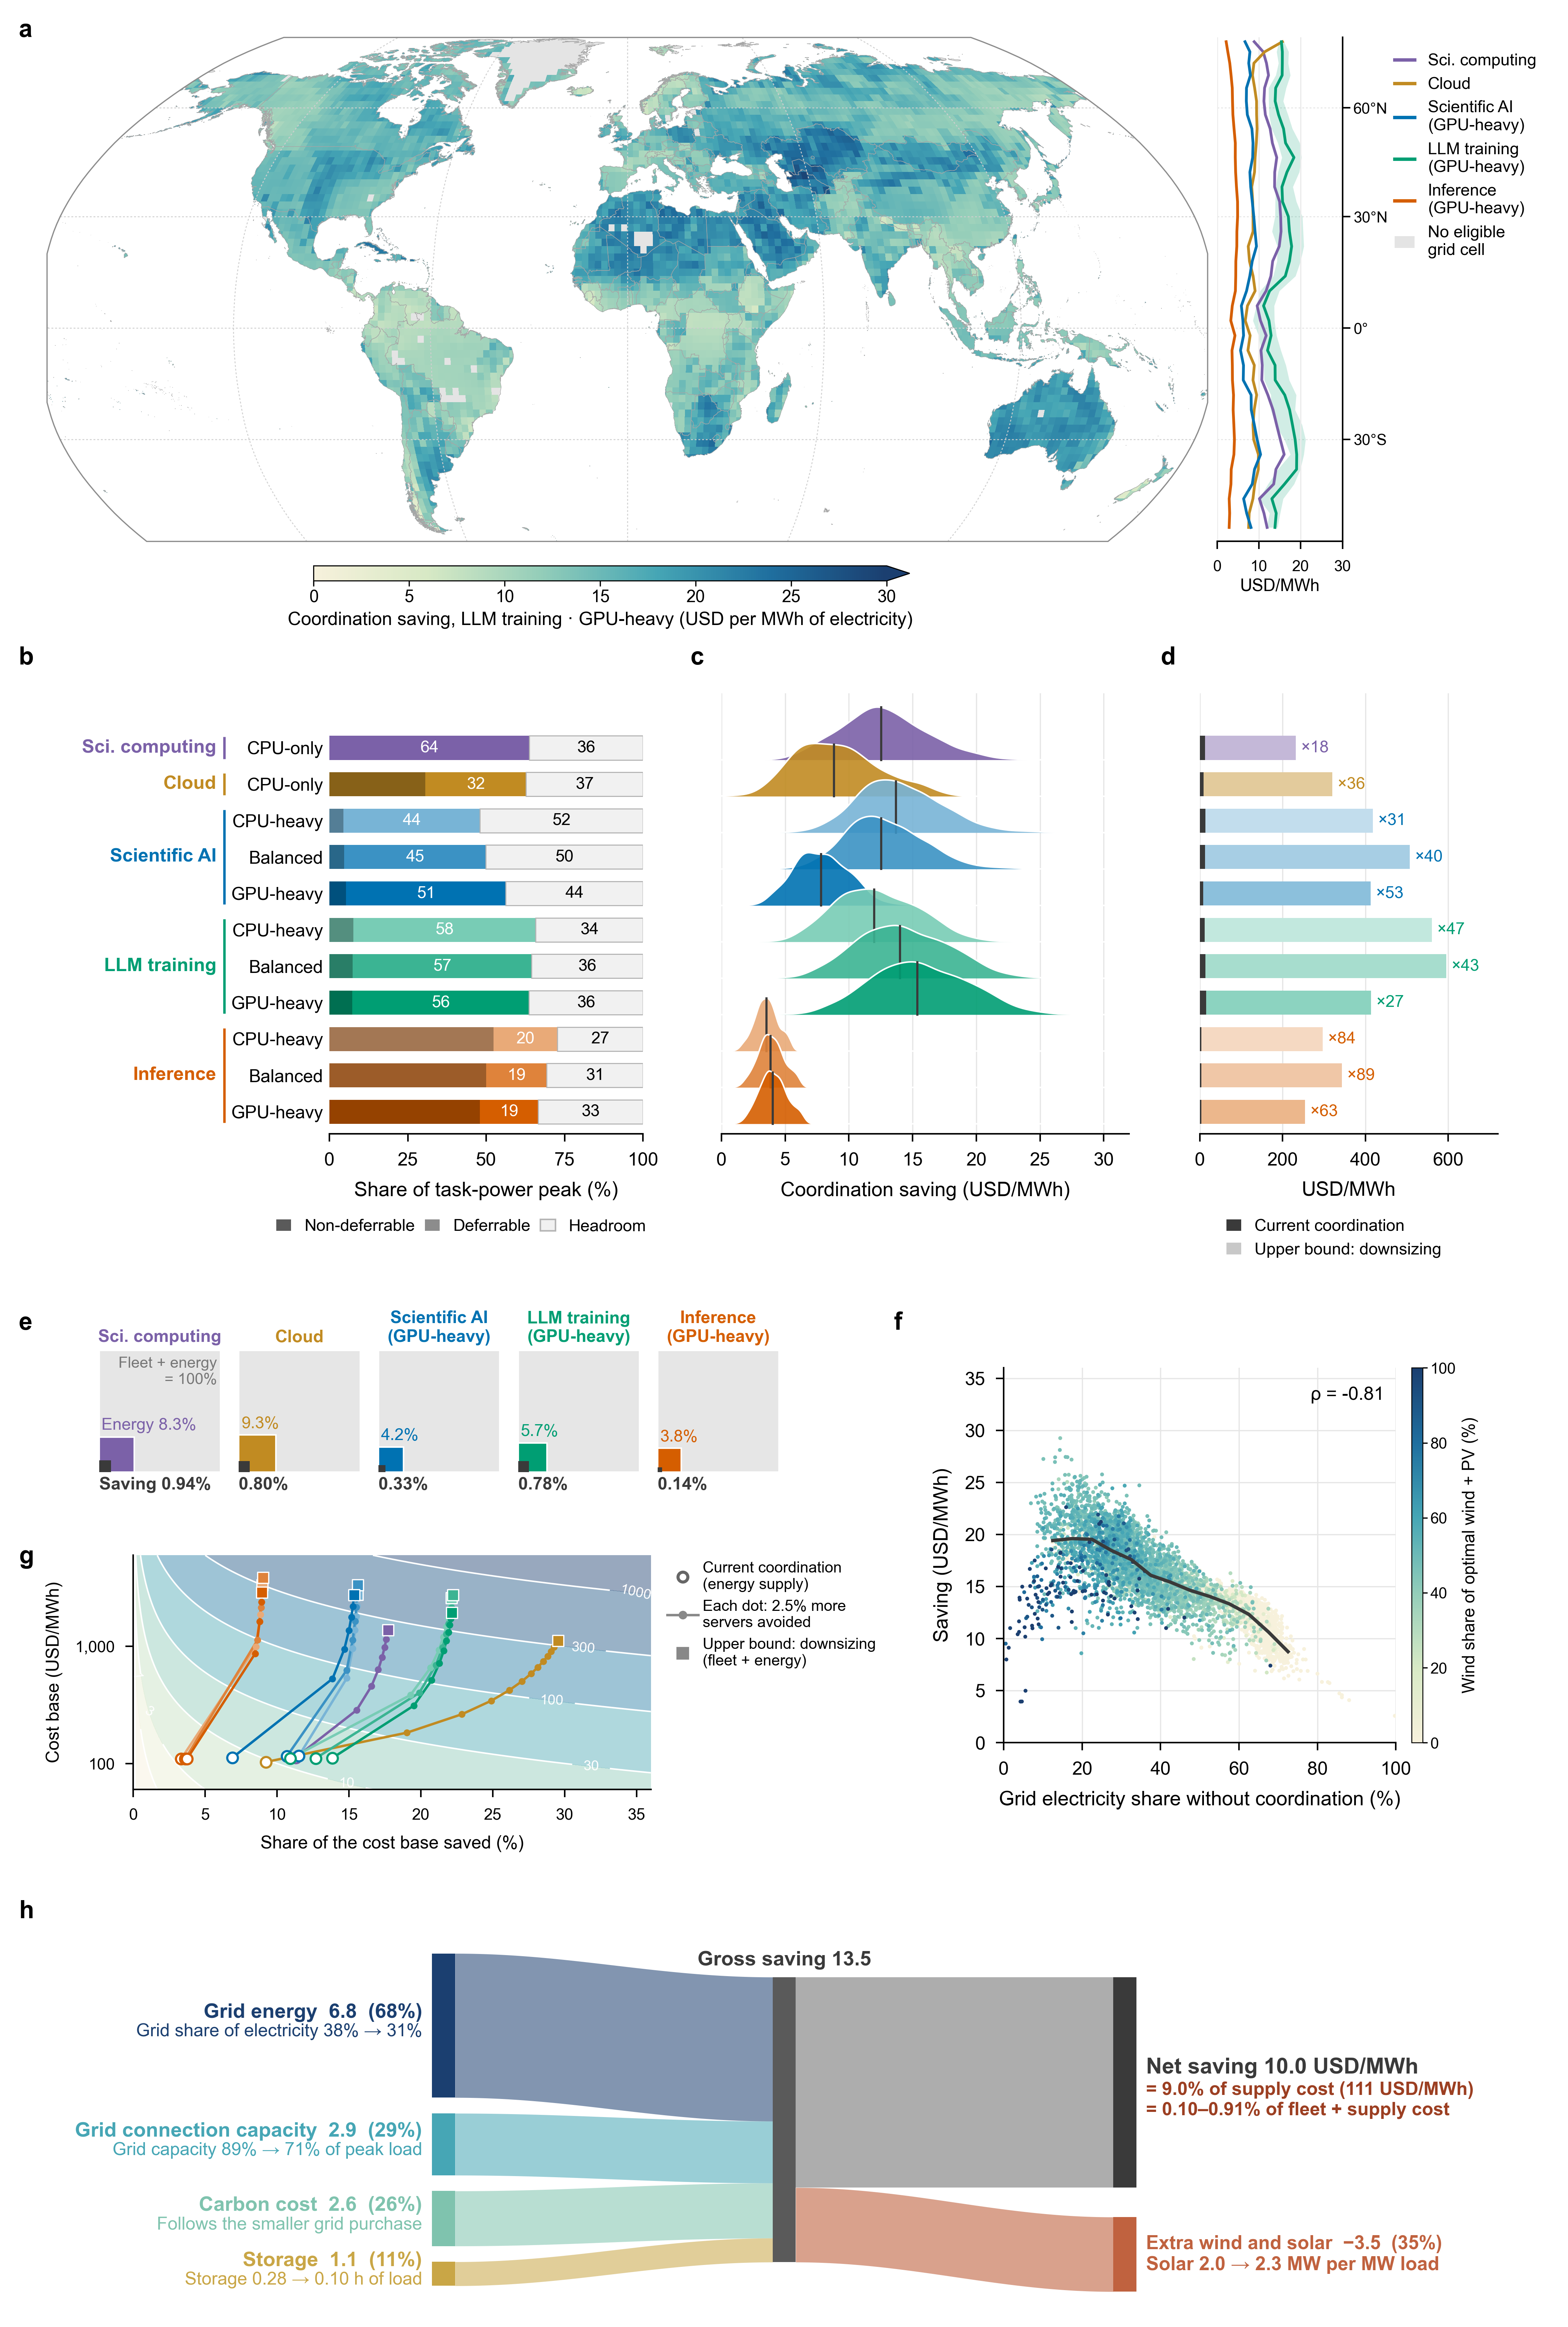 a
Sci. computing
Cloud
Scientific AI
(GPU-heavy)
LLM training
(GPU-heavy)
Inference
(GPU-heavy)
No eligible
grid cell
60°N
30°N
0°
30°S
0 10 20 30
USD/MWh
0 5 10 15 20 25 30
Coordination saving, LLM training · GPU-heavy (USD per MWh of electricity)
b
Sci. computing CPU-only 64 36
Cloud CPU-only 32 37
CPU-heavy 44 52
Scientific AI Balanced 45 50
GPU-heavy 51 44
CPU-heavy 58 34
LLM training Balanced 57 36
GPU-heavy 56 36
CPU-heavy 20 27
Inference Balanced 19 31
GPU-heavy 19 33
0 25 50 75 100
Share of task-power peak (%)
Non-deferrable Deferrable Headroom
c
0 5 10 15 20 25 30
Coordination saving (USD/MWh)
d
×18
×36
×31
×40
×53
×47
×43
×27
×84
×89
×63
0 200 400 600
USD/MWh
Current coordination
Upper bound: downsizing
e
Sci. computing
Fleet + energy
= 100%
Energy 8.3%
Saving 0.94%
Cloud
9.3%
0.80%
Scientific AI
(GPU-heavy)
4.2%
0.33%
LLM training
(GPU-heavy)
5.7%
0.78%
Inference
(GPU-heavy)
3.8%
0.14%
f
ρ = -0.81
35
30
25
20
15
10
5
0
Saving (USD/MWh)
0 20 40 60 80 100
Grid electricity share without coordination (%)
100
80
60
40
20
0
Wind share of optimal wind + PV (%)
g
Cost base (USD/MWh)
1,000
100
1000
300
100
30
10
3
0 5 10 15 20 25 30 35
Share of the cost base saved (%)
Current coordination
(energy supply)
Each dot: 2.5% more
servers avoided
Upper bound: downsizing
(fleet + energy)
h
Gross saving 13.5
Grid energy 6.8 (68%)
Grid share of electricity 38% → 31%
Grid connection capacity 2.9 (29%)
Grid capacity 89% → 71% of peak load
Carbon cost 2.6 (26%)
Follows the smaller grid purchase
Storage 1.1 (11%)
Storage 0.28 → 0.10 h of load
Net saving 10.0 USD/MWh
= 9.0% of supply cost (111 USD/MWh)
= 0.10–0.91% of fleet + supply cost
Extra wind and solar −3.5 (35%)
Solar 2.0 → 2.3 MW per MW load